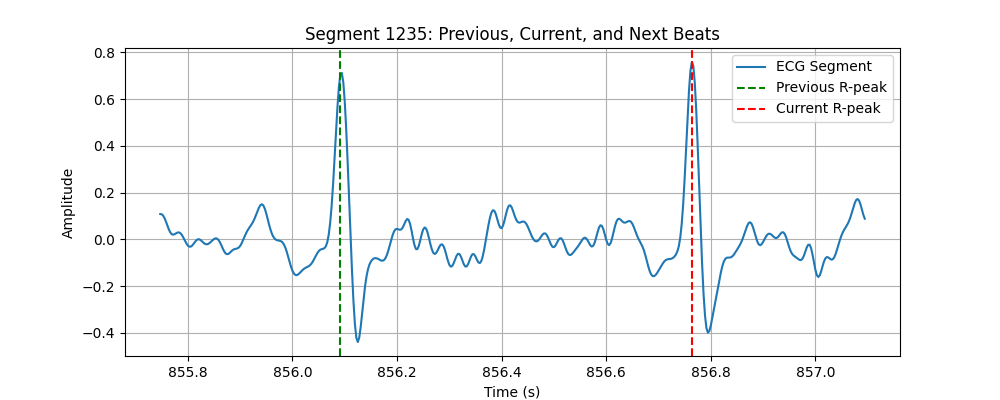 Segment 1235: Previous, Current, and Next Beats
ECG Segment
Previous R-peak
Current R-peak
Amplitude
0.8
0.6
0.4
0.2
0.0
−0.2
−0.4
855.8 856.0 856.2 856.4 856.6 856.8 857.0
Time (s)